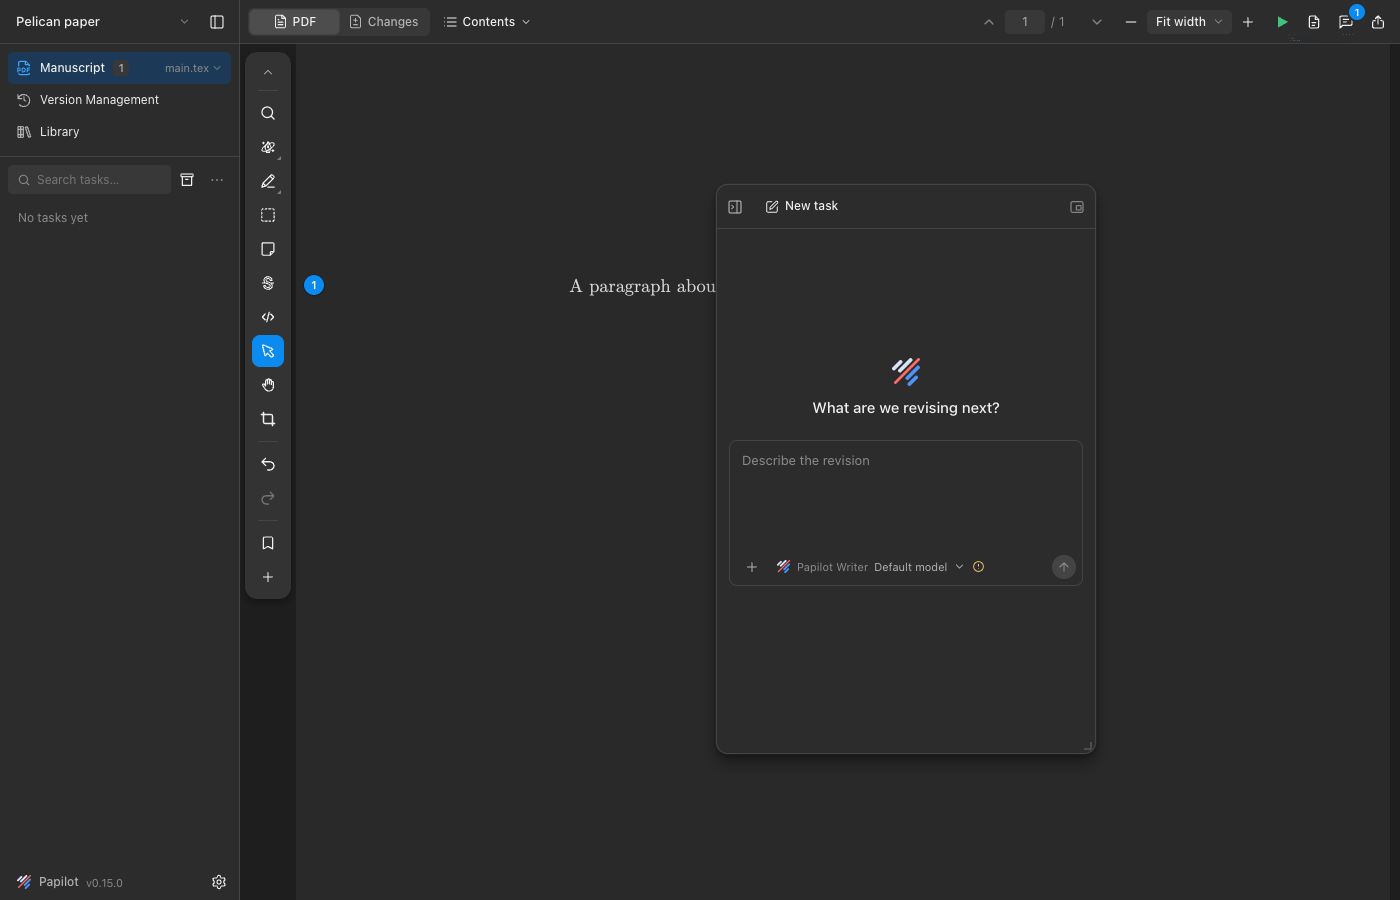 Pelican paper
PDF
Changes
Contents
1 / 1
Fit width
1
Manuscript 1 main.tex
Version Management
Library
Search tasks...
No tasks yet
1
A paragraph abou
New task
What are we revising next?
Describe the revision
Papilot Writer Default model
Papilot v0.15.0